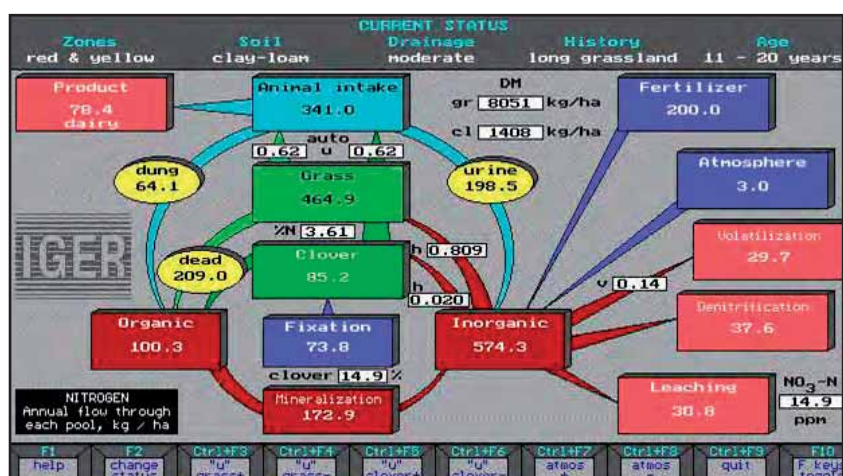 CURRENT STATUS
Zones Soil Drainage History Age
red & yellow clay-loam moderate long grassland 11 - 20 years
Product
78.4
dairy
Animal intake
341.0
DM
gr 8051 kg/ha
cl 1408 kg/ha
Fertilizer
200.0
auto
0.62 u 0.62
dung
64.1
urine
198.5
Grass
464.9
Atmosphere
3.0
%N 3.61
IGER
Clover
85.2
h 0.809
dead
209.0
h
0.020
Volatilization
29.7
v 0.14
Organic
100.3
Fixation
73.8
Inorganic
574.3
Denitrification
37.6
clover 14.9 %
NITROGEN
Annual flow through
each pool, kg / ha
Mineralization
172.9
Leaching
30.8
NO3-N
14.9
ppm
F1 F2 Ctrl+F3 Ctrl+F4 Ctrl+F5 Ctrl+F6 Ctrl+F7 Ctrl+F8 Ctrl+F9 F10
help change "u" "u" "u" "u" atmos atmos quit F keys